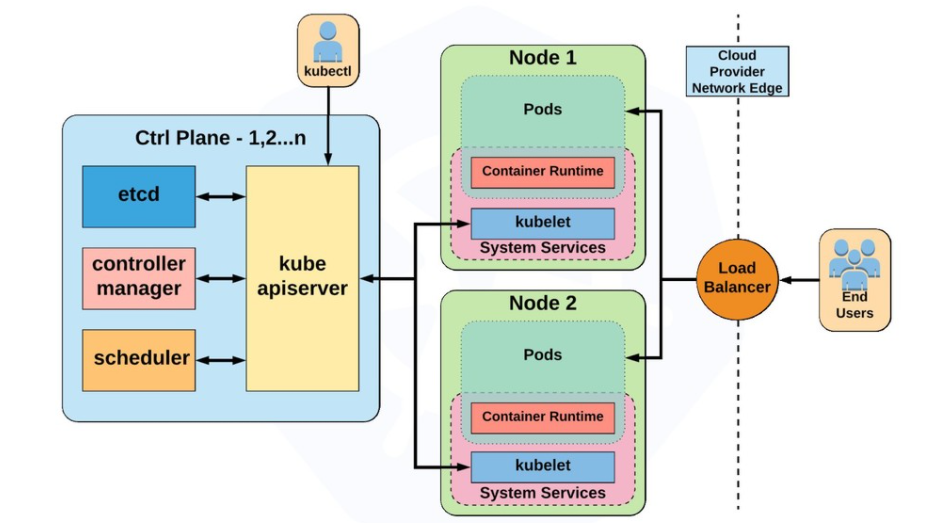 kubectl
Ctrl Plane - 1,2...n
etcd
controller
manager
scheduler
kube
apiserver
Node 1
Pods
Container Runtime
kubelet
System Services
Node 2
Pods
Container Runtime
kubelet
System Services
Cloud
Provider
Network Edge
Load
Balancer
End
Users